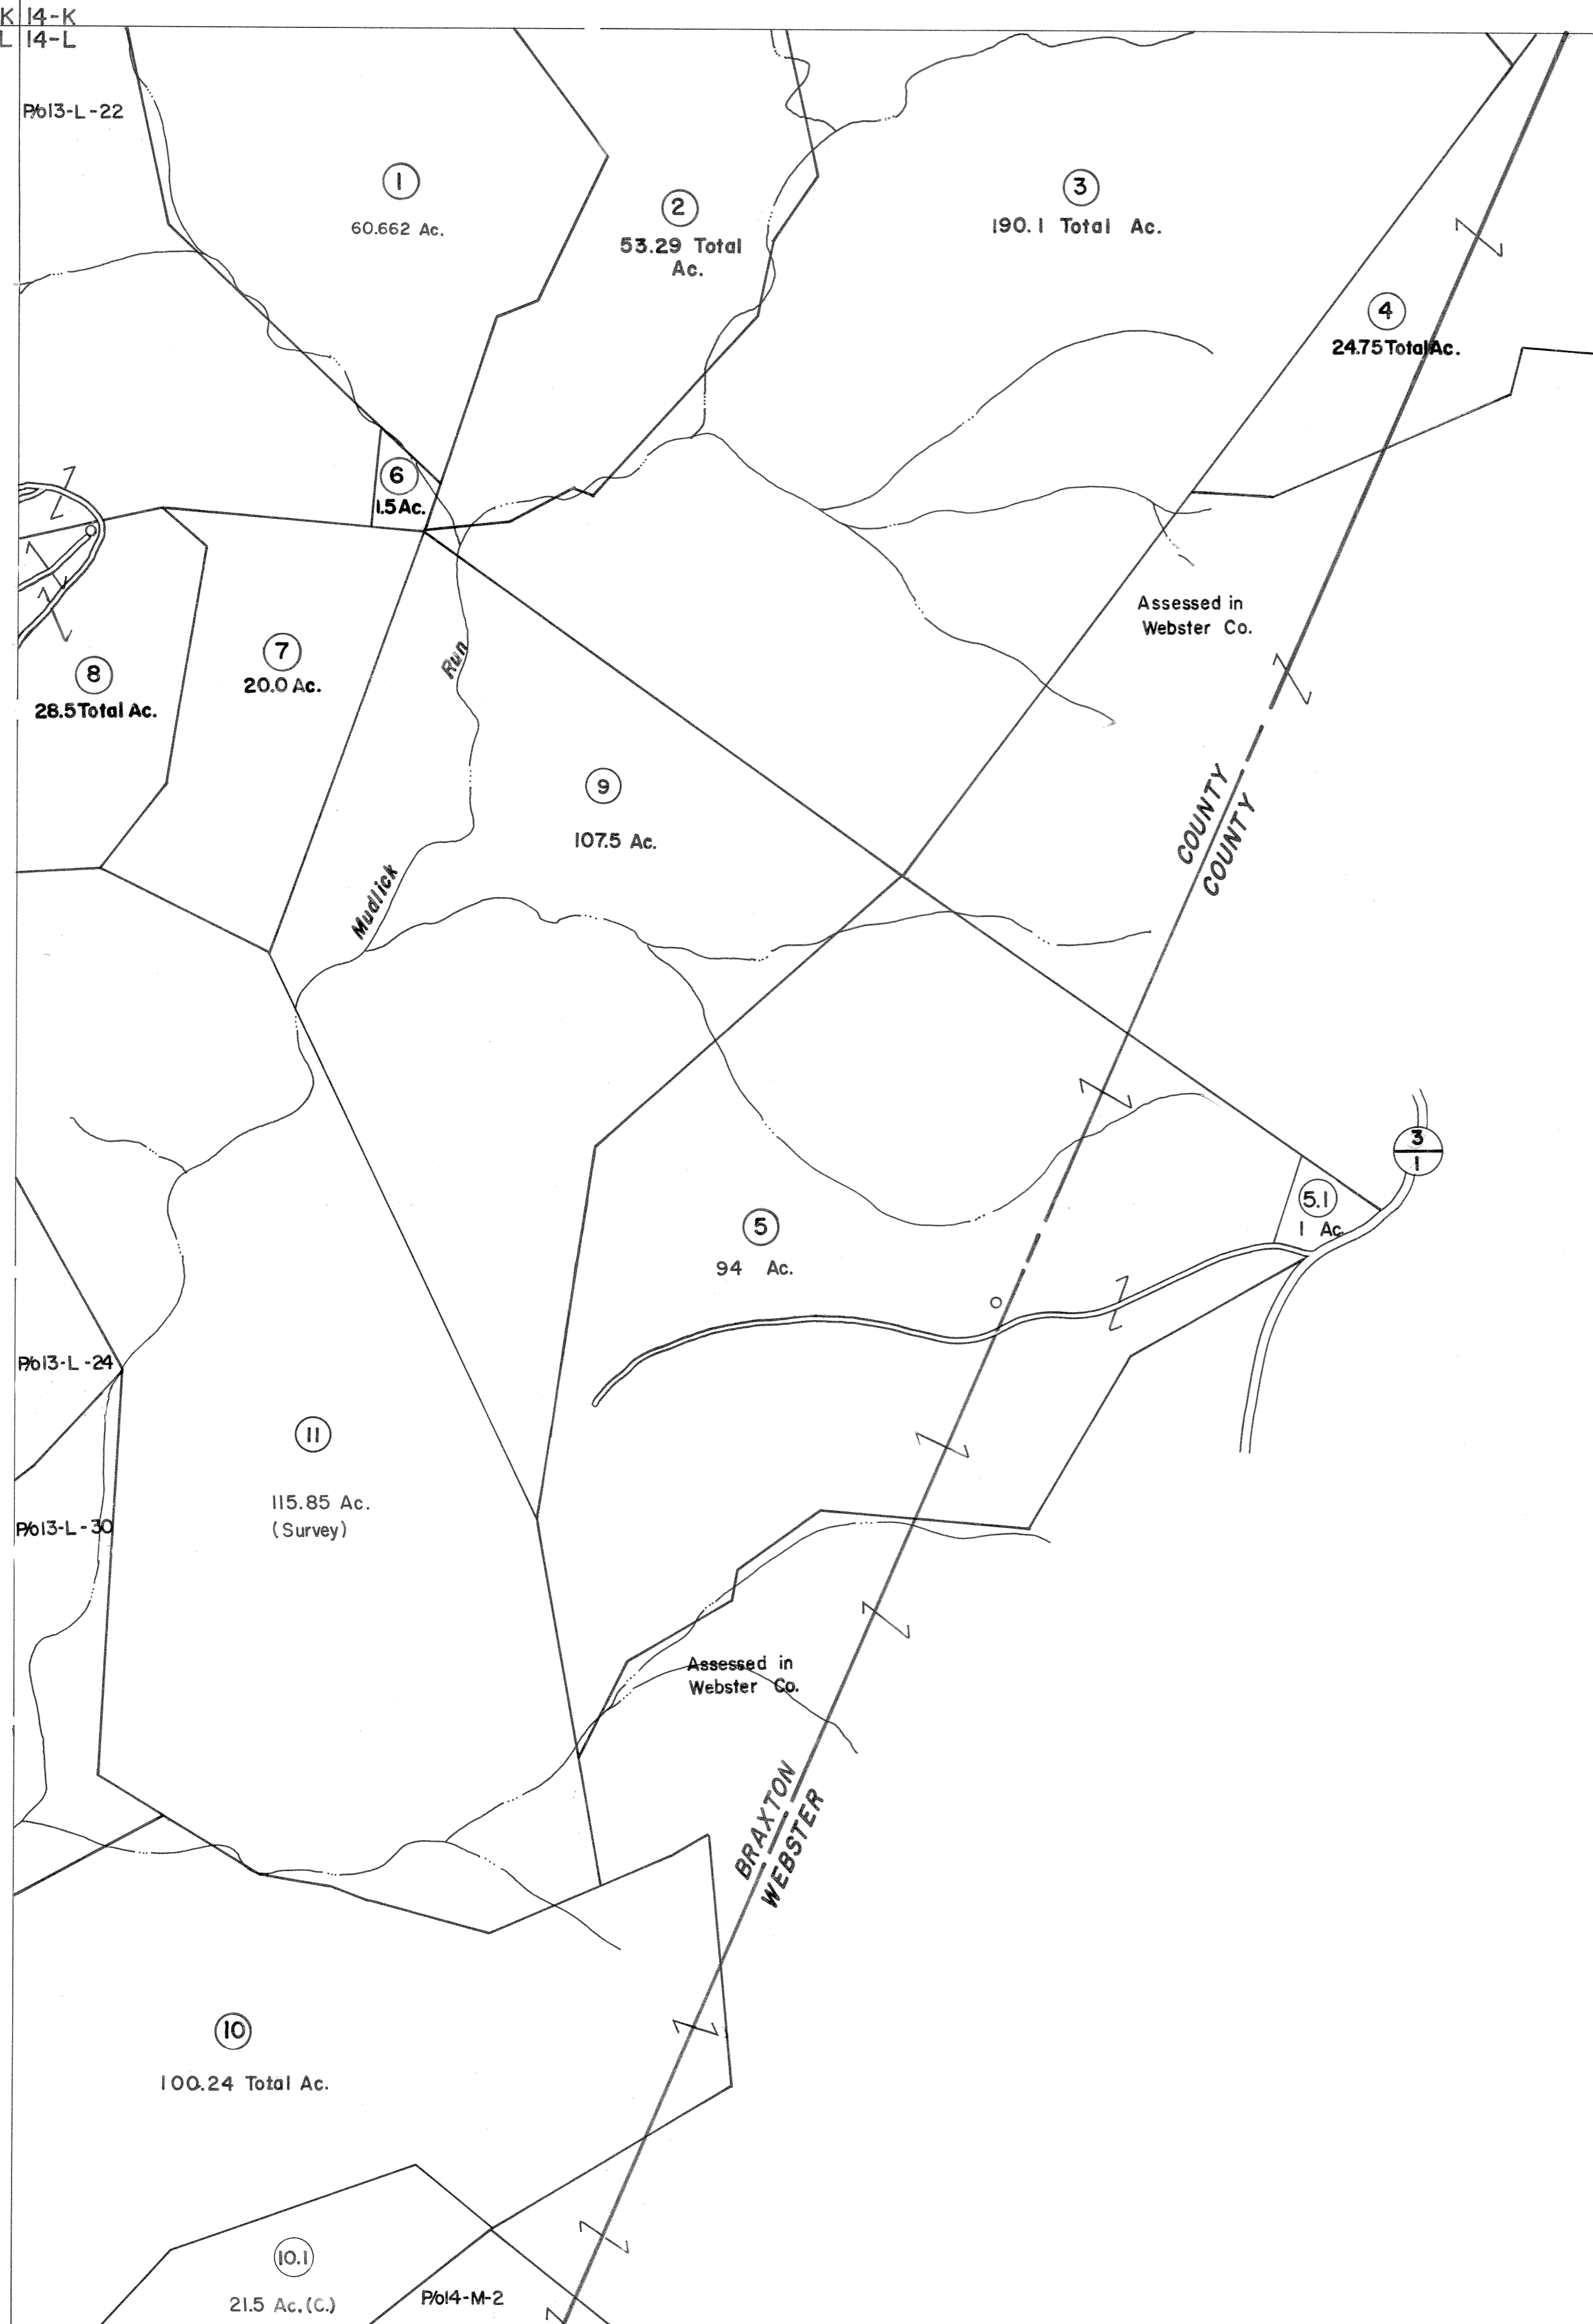 K 14-K
L 14-L
P/o 13-L-22
1
60.662 Ac.
2
53.29 Total
Ac.
3
190.1 Total Ac.
4
24.75 Total Ac.
6
1.5 Ac.
Assessed in
Webster Co.
7
20.0 Ac.
8
28.5 Total Ac.
Mudlick Run
9
107.5 Ac.
COUNTY
COUNTY
3
1
5.1
1 Ac.
5
94 Ac.
P/o 13-L-24
11
115.85 Ac.
(Survey)
P/o 13-L-30
Assessed in
Webster Co.
BRAXTON
WEBSTER
10
100.24 Total Ac.
10.1
21.5 Ac. (C.)
P/o 14-M-2